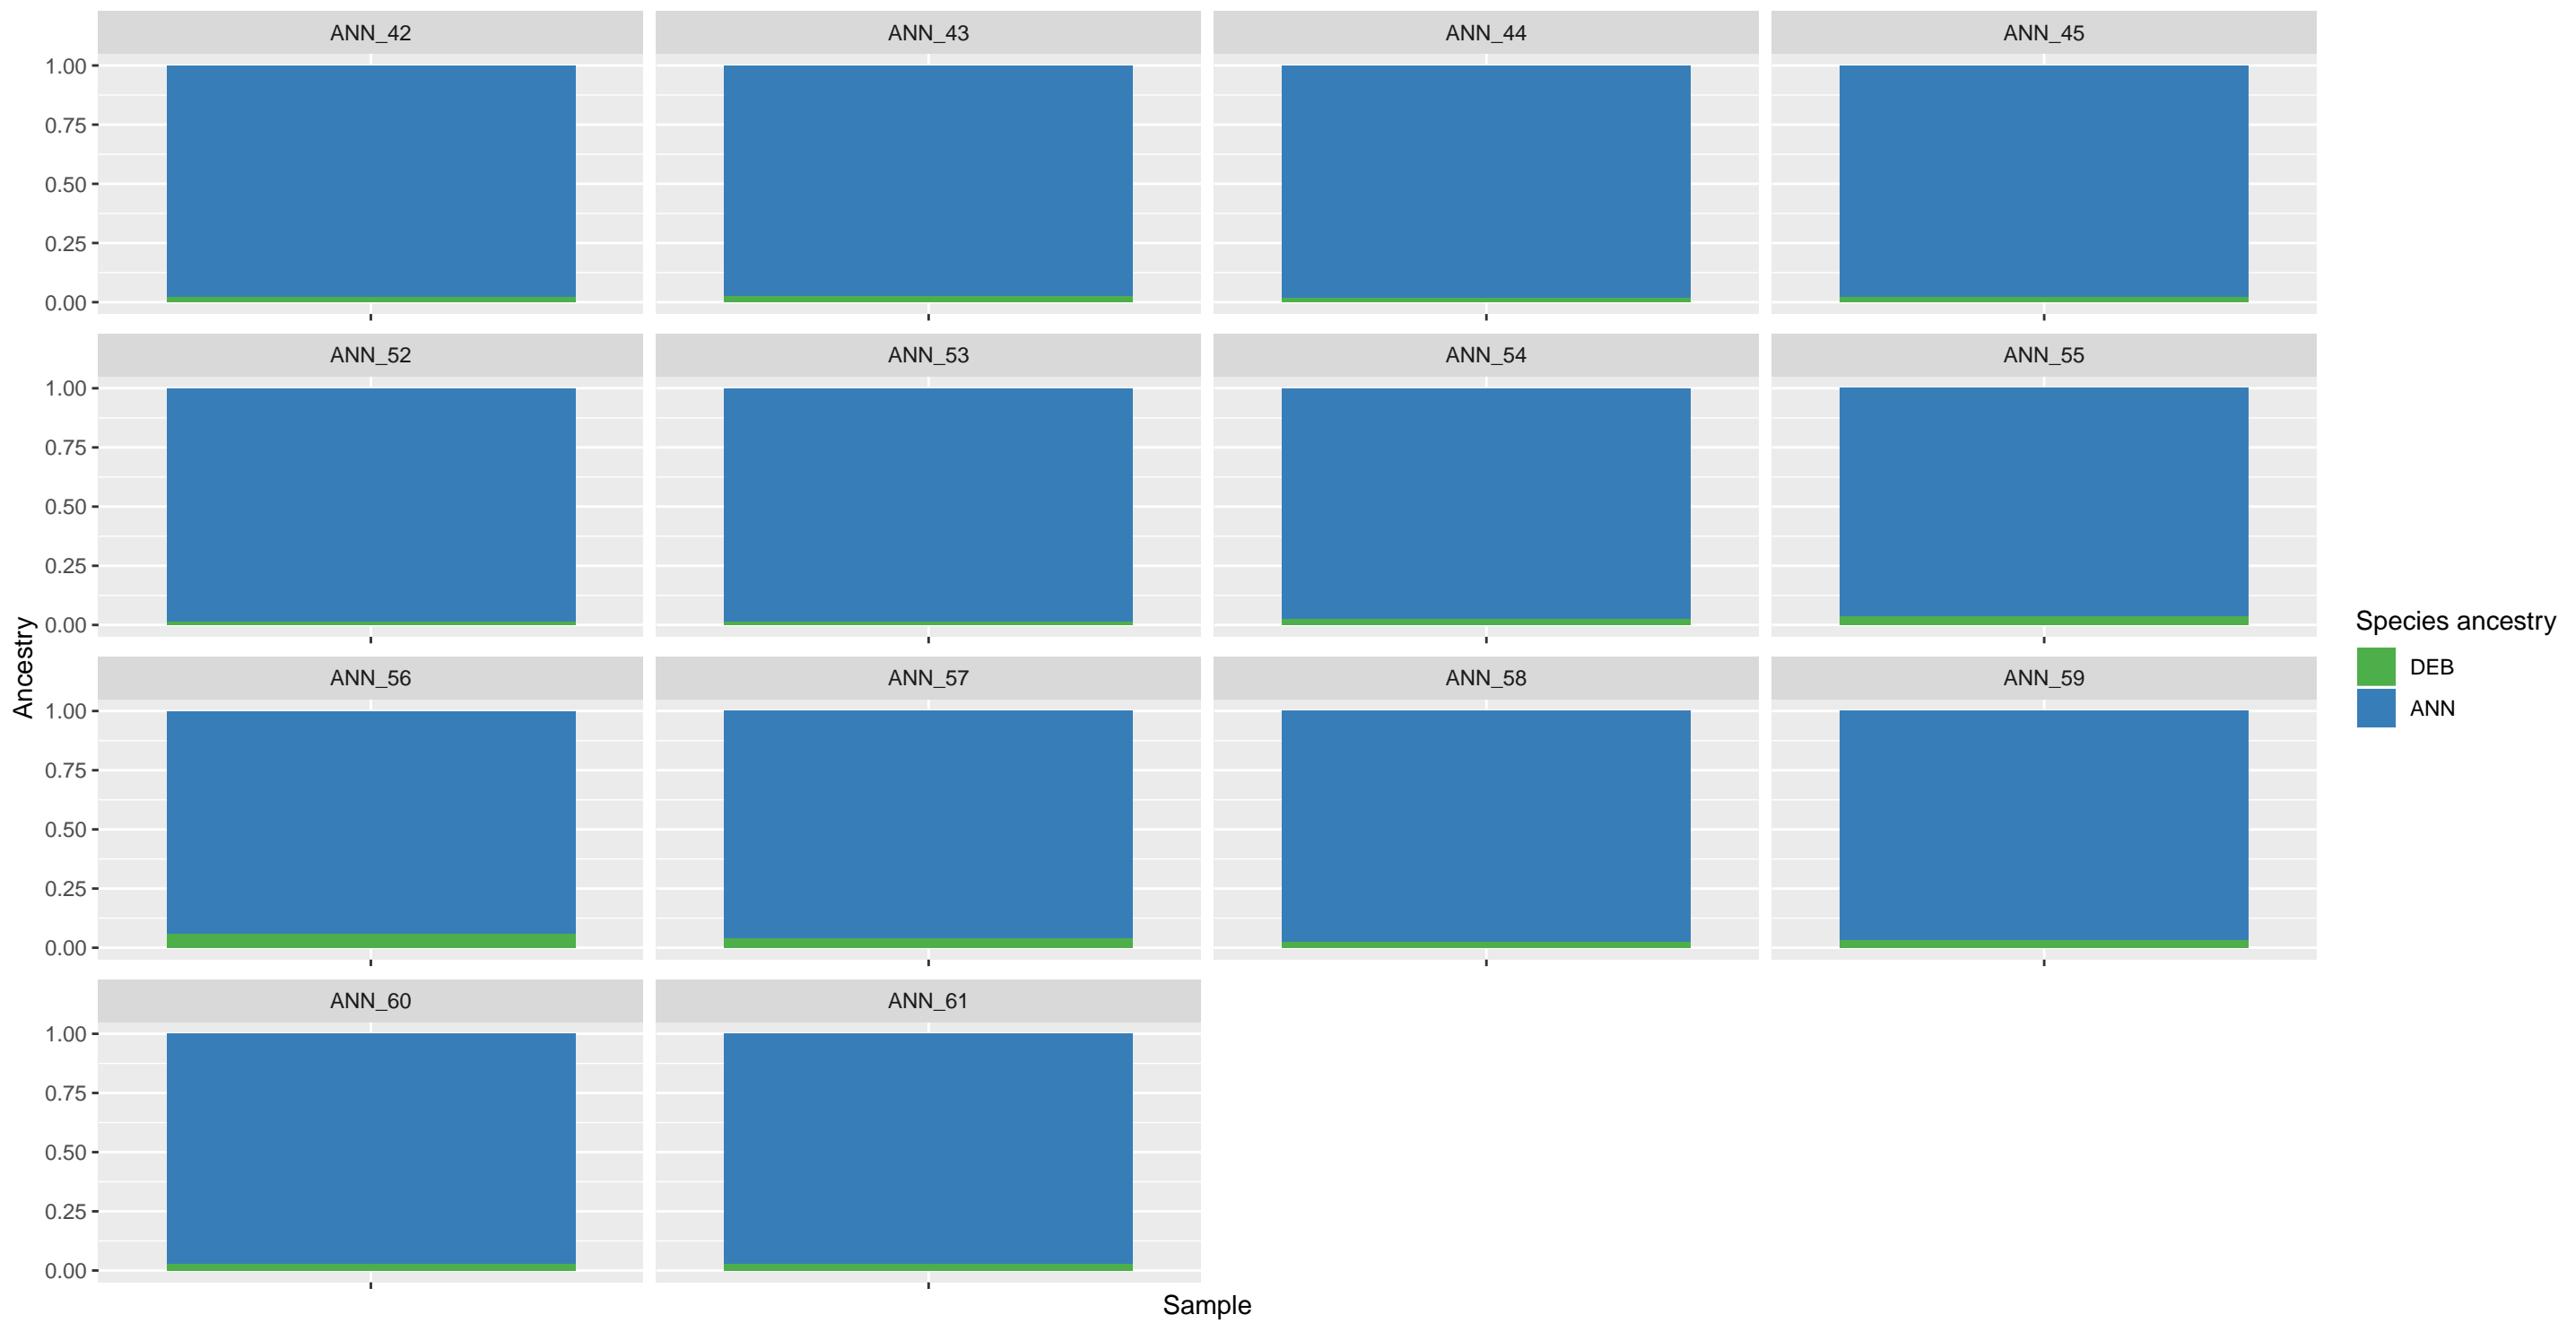 ANN_42 ANN_43 ANN_44 ANN_45
1.00
0.75
0.50
0.25
0.00
ANN_52 ANN_53 ANN_54 ANN_55
1.00
0.75
0.50
0.25
0.00
ANN_56 ANN_57 ANN_58 ANN_59
1.00
0.75
0.50
0.25
0.00
ANN_60 ANN_61
1.00
0.75
0.50
0.25
0.00
Ancestry
Sample
Species ancestry
DEB
ANN